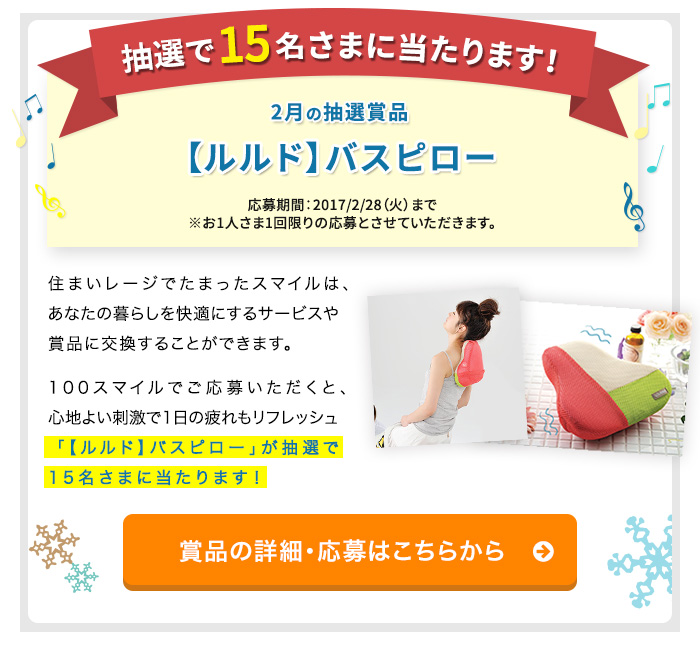 抽選で15名さまに当たります!
2月の抽選賞品
【ルルド】バスピロー
応募期間：2017/2/28（火）まで
※お1人さま1回限りの応募とさせていただきます。
住まいレージでたまったスマイルは、
あなたの暮らしを快適にするサービスや
賞品に交換することができます。
100スマイルでご応募いただくと、
心地よい刺激で1日の疲れもリフレッシュ
「【ルルド】バスピロー」が抽選で
15名さまに当たります！
賞品の詳細・応募はこちらから